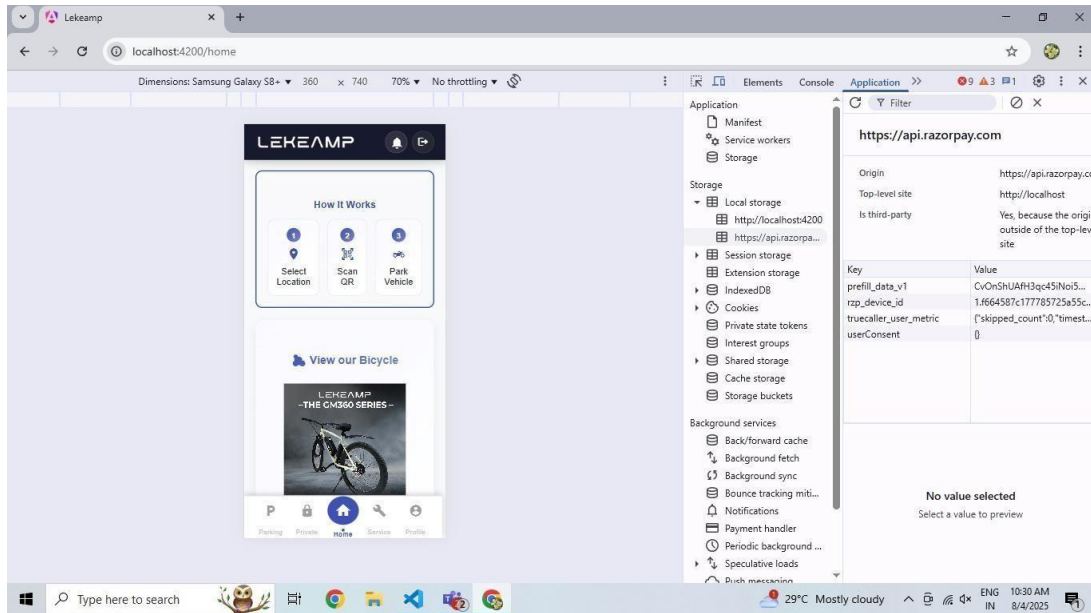 Lekeamp
localhost:4200/home
Dimensions: Samsung Galaxy S8+ 360 × 740 70% No throttling
Elements Console Application 9 3 1
LEKEAMP
How It Works
1 2 3
Select Location
Scan QR
Park Vehicle
View our Bicycle
LEKEAMP
–THE GM360 SERIES–
Parking Private Home Service Profile
Application
Manifest
Service workers
Storage
Storage
Local storage
http://localhost:4200
https://api.razorpa...
Session storage
Extension storage
IndexedDB
Cookies
Private state tokens
Interest groups
Shared storage
Cache storage
Storage buckets
Background services
Back/forward cache
Background fetch
Background sync
Bounce tracking miti...
Notifications
Payment handler
Periodic background ...
Speculative loads
Push messaging
Filter
https://api.razorpay.com
Origin https://api.razorpay.co
Top-level site http://localhost
Is third-party Yes, because the origi
outside of the top-lev
site
Key Value
prefill_data_v1 CvOnShUAfH3qc45iNoi5...
rzp_device_id 1.f664587c177785725a55c...
truecaller_user_metric {"skipped_count":0,"timest...
userConsent {}
No value selected
Select a value to preview
Type here to search
29°C Mostly cloudy
ENG
IN
10:30 AM
8/4/2025